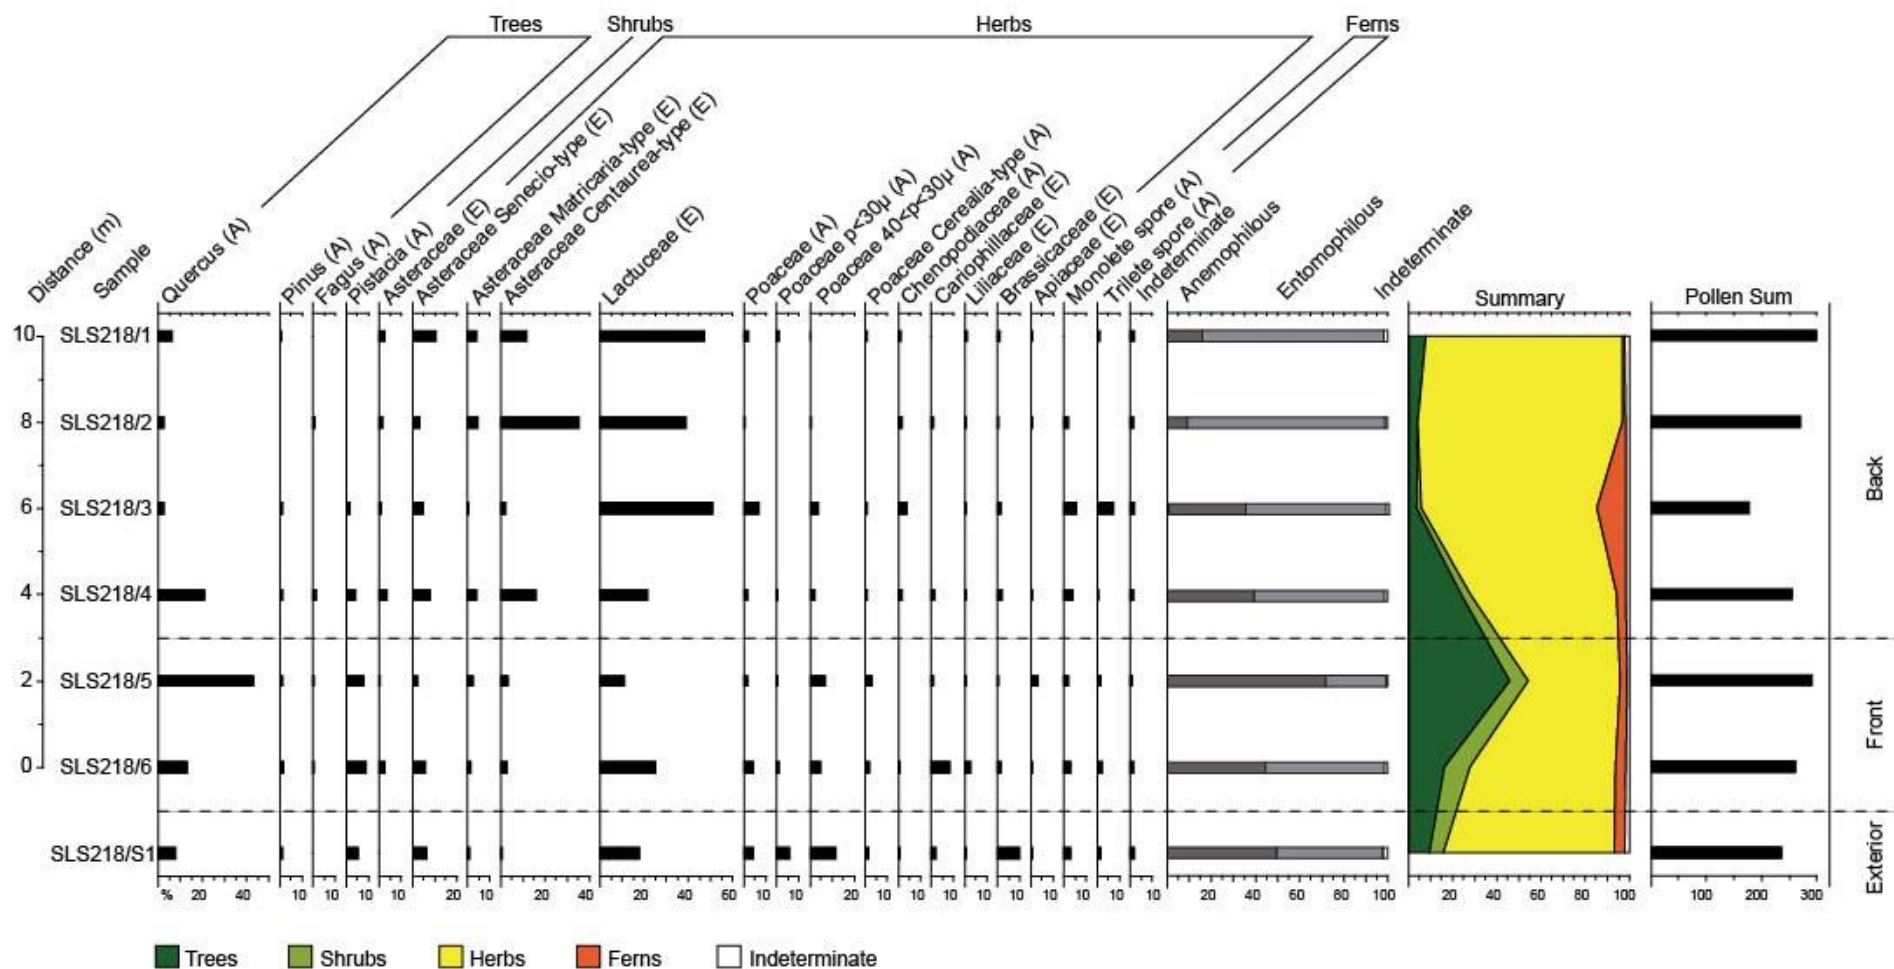 Trees Shrubs Herbs Ferns
Distance (m)
Sample
Quercus (A)
Pinus (A)
Fagus (A)
Pistacia (A)
Asteraceae (E)
Asteraceae Senecio-type (E)
Asteraceae Matricaria-type (E)
Asteraceae Centaurea-type (E)
Lactuceae (E)
Poaceae (A)
Poaceae p<30µ (A)
Poaceae 40<p<30µ (A)
Poaceae Cerealia-type (A)
Chenopodiaceae (A)
Cariophillaceae (E)
Liliaceae (E)
Brassicaceae (E)
Apiaceae (E)
Monolete spore (A)
Trilete spore (A)
Indeterminate
Anemophilous
Entomophilous
Indeterminate
Summary
Pollen Sum
10 SLS218/1
8 SLS218/2
6 SLS218/3
4 SLS218/4
2 SLS218/5
0 SLS218/6
SLS218/S1
Back
Front
Exterior
% 20 40 10 10 10 10 20 10 20 40 20 40 60 10 10 20 10 10 10 10 10 10 10 10 10 20 40 60 80 100 20 40 60 80 100 100 200 300
Trees Shrubs Herbs Ferns Indeterminate